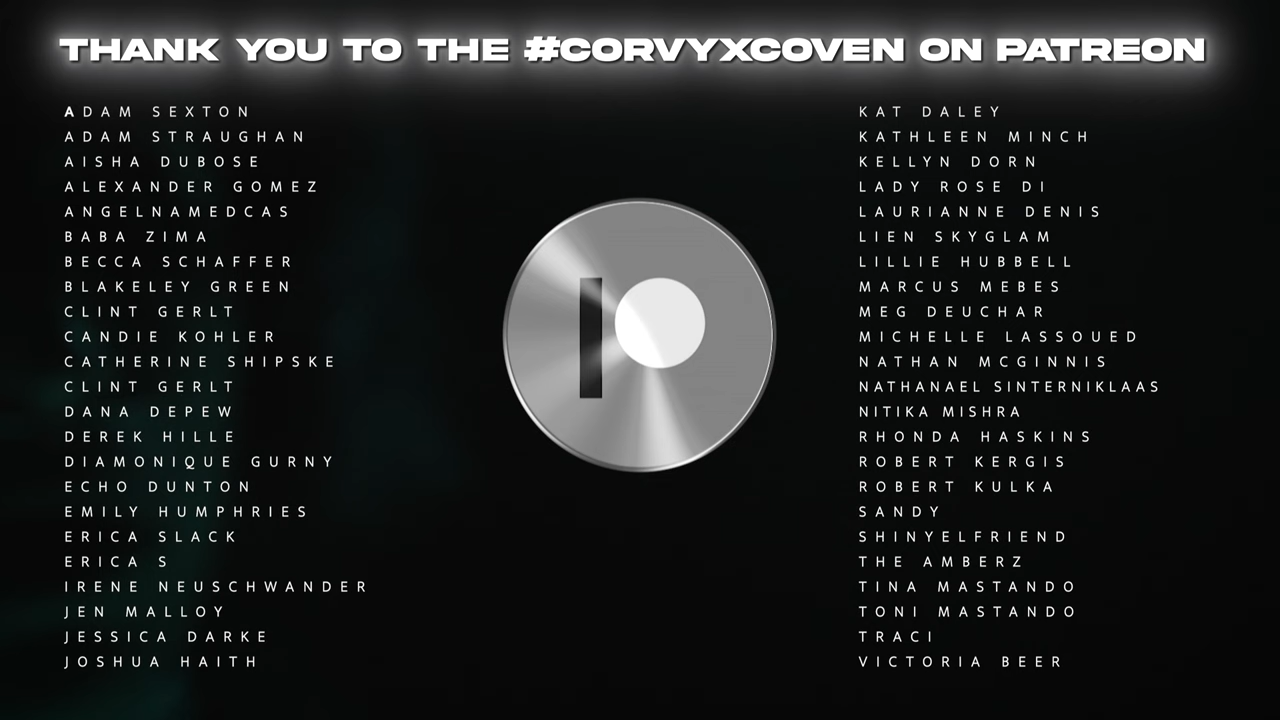 THANK YOU TO THE #CORVYXCOVEN ON PATREON
ADAM SEXTON
ADAM STRAUGHAN
AISHA DUBOSE
ALEXANDER GOMEZ
ANGELNAMEDCAS
BABA ZIMA
BECCA SCHAFFER
BLAKELEY GREEN
CLINT GERLT
CANDIE KOHLER
CATHERINE SHIPSKE
CLINT GERLT
DANA DEPEW
DEREK HILLE
DIAMONIQUE GURNY
ECHO DUNTON
EMILY HUMPHRIES
ERICA SLACK
ERICA S
IRENE NEUSCHWANDER
JEN MALLOY
JESSICA DARKE
JOSHUA HAITH
KAT DALEY
KATHLEEN MINCH
KELLYN DORN
LADY ROSE DI
LAURIANNE DENIS
LIEN SKYGLAM
LILLIE HUBBELL
MARCUS MEBES
MEG DEUCHAR
MICHELLE LASSOUED
NATHAN MCGINNIS
NATHANAEL SINTERNIKLAAS
NITIKA MISHRA
RHONDA HASKINS
ROBERT KERGIS
ROBERT KULKA
SANDY
SHINYELFRIEND
THE AMBERZ
TINA MASTANDO
TONI MASTANDO
TRACI
VICTORIA BEER